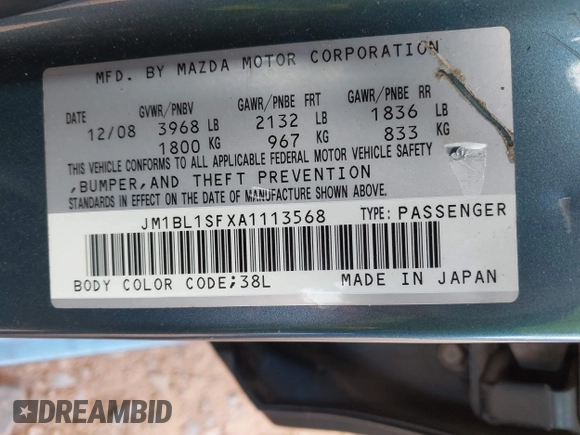 MFD. BY MAZDA MOTOR CORPORATION
DATE GVWR/PNBV GAWR/PNBE FRT GAWR/PNBE RR
12/08 3968 LB 2132 LB 1836 LB
1800 KG 967 KG 833 KG
THIS VEHICLE CONFORMS TO ALL APPLICABLE FEDERAL MOTOR VEHICLE SAFETY
,BUMPER,AND THEFT PREVENTION
STANDARDS IN EFFECT ON THE DATE OF MANUFACTURE SHOWN ABOVE.
JM1BL1SFXA1113568 TYPE: PASSENGER
BODY COLOR CODE;38L MADE IN JAPAN
DREAMBID